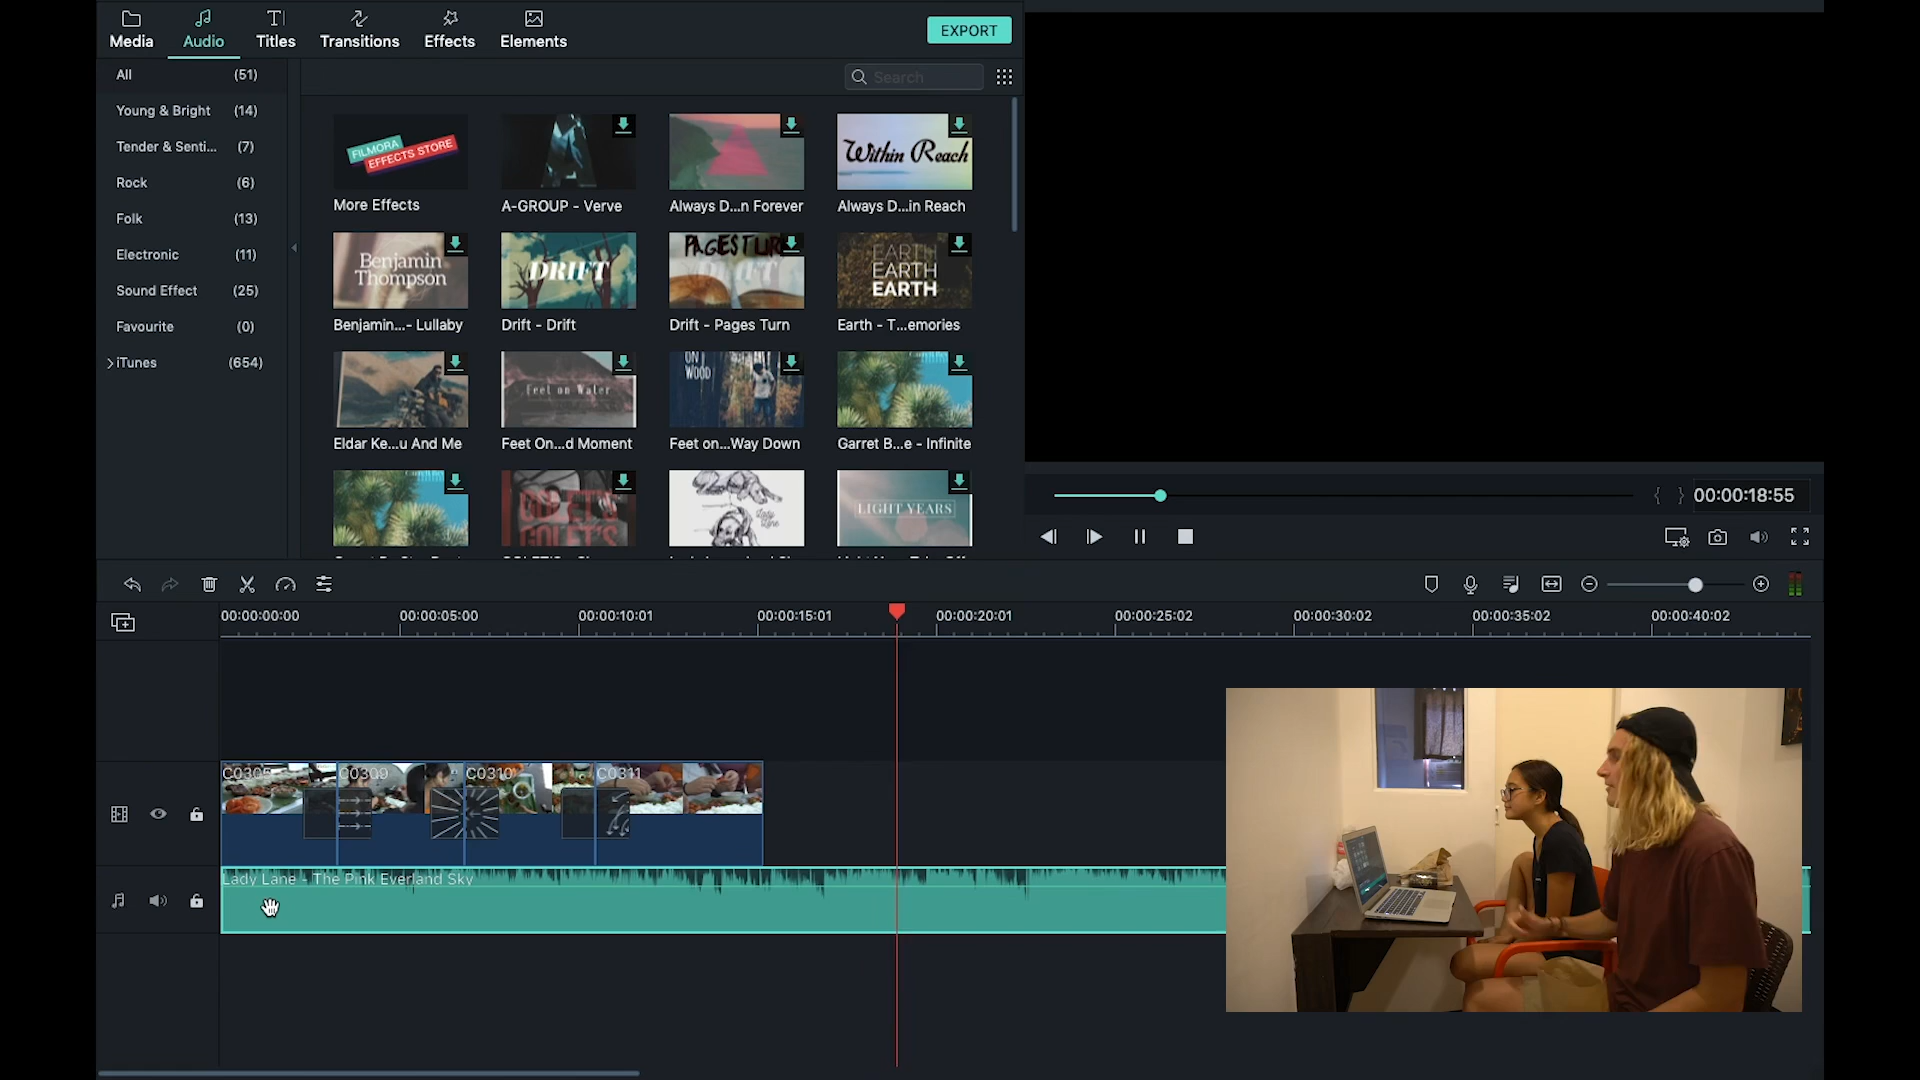 Media Audio Titles Transitions Effects Elements
EXPORT
All (51)
Search
Young & Bright (14)
Tender & Senti... (7)
Rock (6)
Folk (13)
Electronic (11)
Sound Effect (25)
Favourite (0)
iTunes (654)
FILMORA
EFFECTS STORE
Within Reach
More Effects
A-GROUP - Verve
Always D...n Forever
Always D...in Reach
Benjamin
Thompson
DRIFT
PAGES TUR
EARTH
EARTH
EARTH
Benjamin...- Lullaby
Drift - Drift
Drift - Pages Turn
Earth - T...emories
Feet on Water
ON
WOOD
Eldar Ke...u And Me
Feet On...d Moment
Feet on...Way Down
Garret B...e - Infinite
GOLET'S
GOLET'S
Lady
Lane
LIGHT YEARS
00:00:18:55
00:00:00:00 00:00:05:00 00:00:10:01 00:00:15:01 00:00:20:01 00:00:25:02 00:00:30:02 00:00:35:02 00:00:40:02
C0309 C0310 C0311
Lady Lane - The Pink Everland Sky